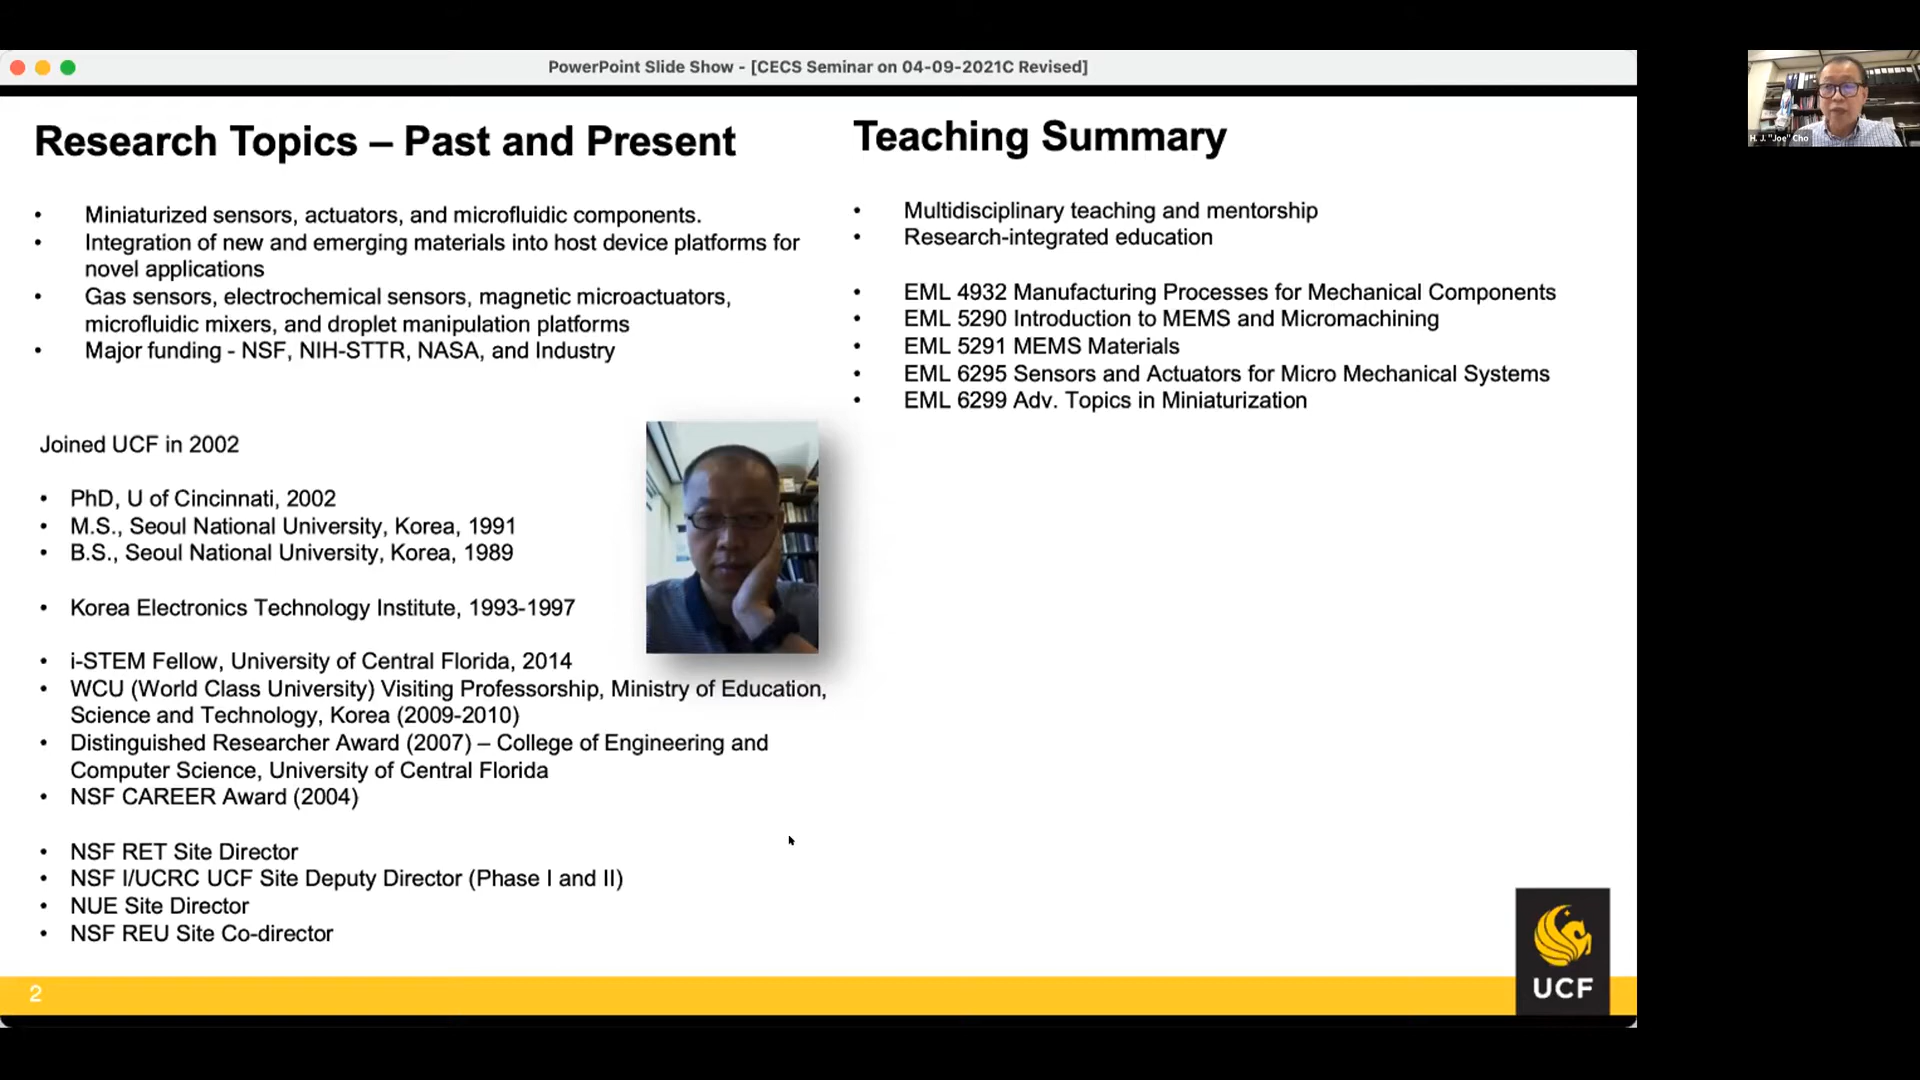 PowerPoint Slide Show - [CECS Seminar on 04-09-2021C Revised]
H. J. "Joe" Cho
Research Topics – Past and Present
• Miniaturized sensors, actuators, and microfluidic components.
• Integration of new and emerging materials into host device platforms for
novel applications
• Gas sensors, electrochemical sensors, magnetic microactuators,
microfluidic mixers, and droplet manipulation platforms
• Major funding - NSF, NIH-STTR, NASA, and Industry
Joined UCF in 2002
• PhD, U of Cincinnati, 2002
• M.S., Seoul National University, Korea, 1991
• B.S., Seoul National University, Korea, 1989
• Korea Electronics Technology Institute, 1993-1997
• i-STEM Fellow, University of Central Florida, 2014
• WCU (World Class University) Visiting Professorship, Ministry of Education,
Science and Technology, Korea (2009-2010)
• Distinguished Researcher Award (2007) – College of Engineering and
Computer Science, University of Central Florida
• NSF CAREER Award (2004)
• NSF RET Site Director
• NSF I/UCRC UCF Site Deputy Director (Phase I and II)
• NUE Site Director
• NSF REU Site Co-director
Teaching Summary
• Multidisciplinary teaching and mentorship
• Research-integrated education
• EML 4932 Manufacturing Processes for Mechanical Components
• EML 5290 Introduction to MEMS and Micromachining
• EML 5291 MEMS Materials
• EML 6295 Sensors and Actuators for Micro Mechanical Systems
• EML 6299 Adv. Topics in Miniaturization
2
UCF